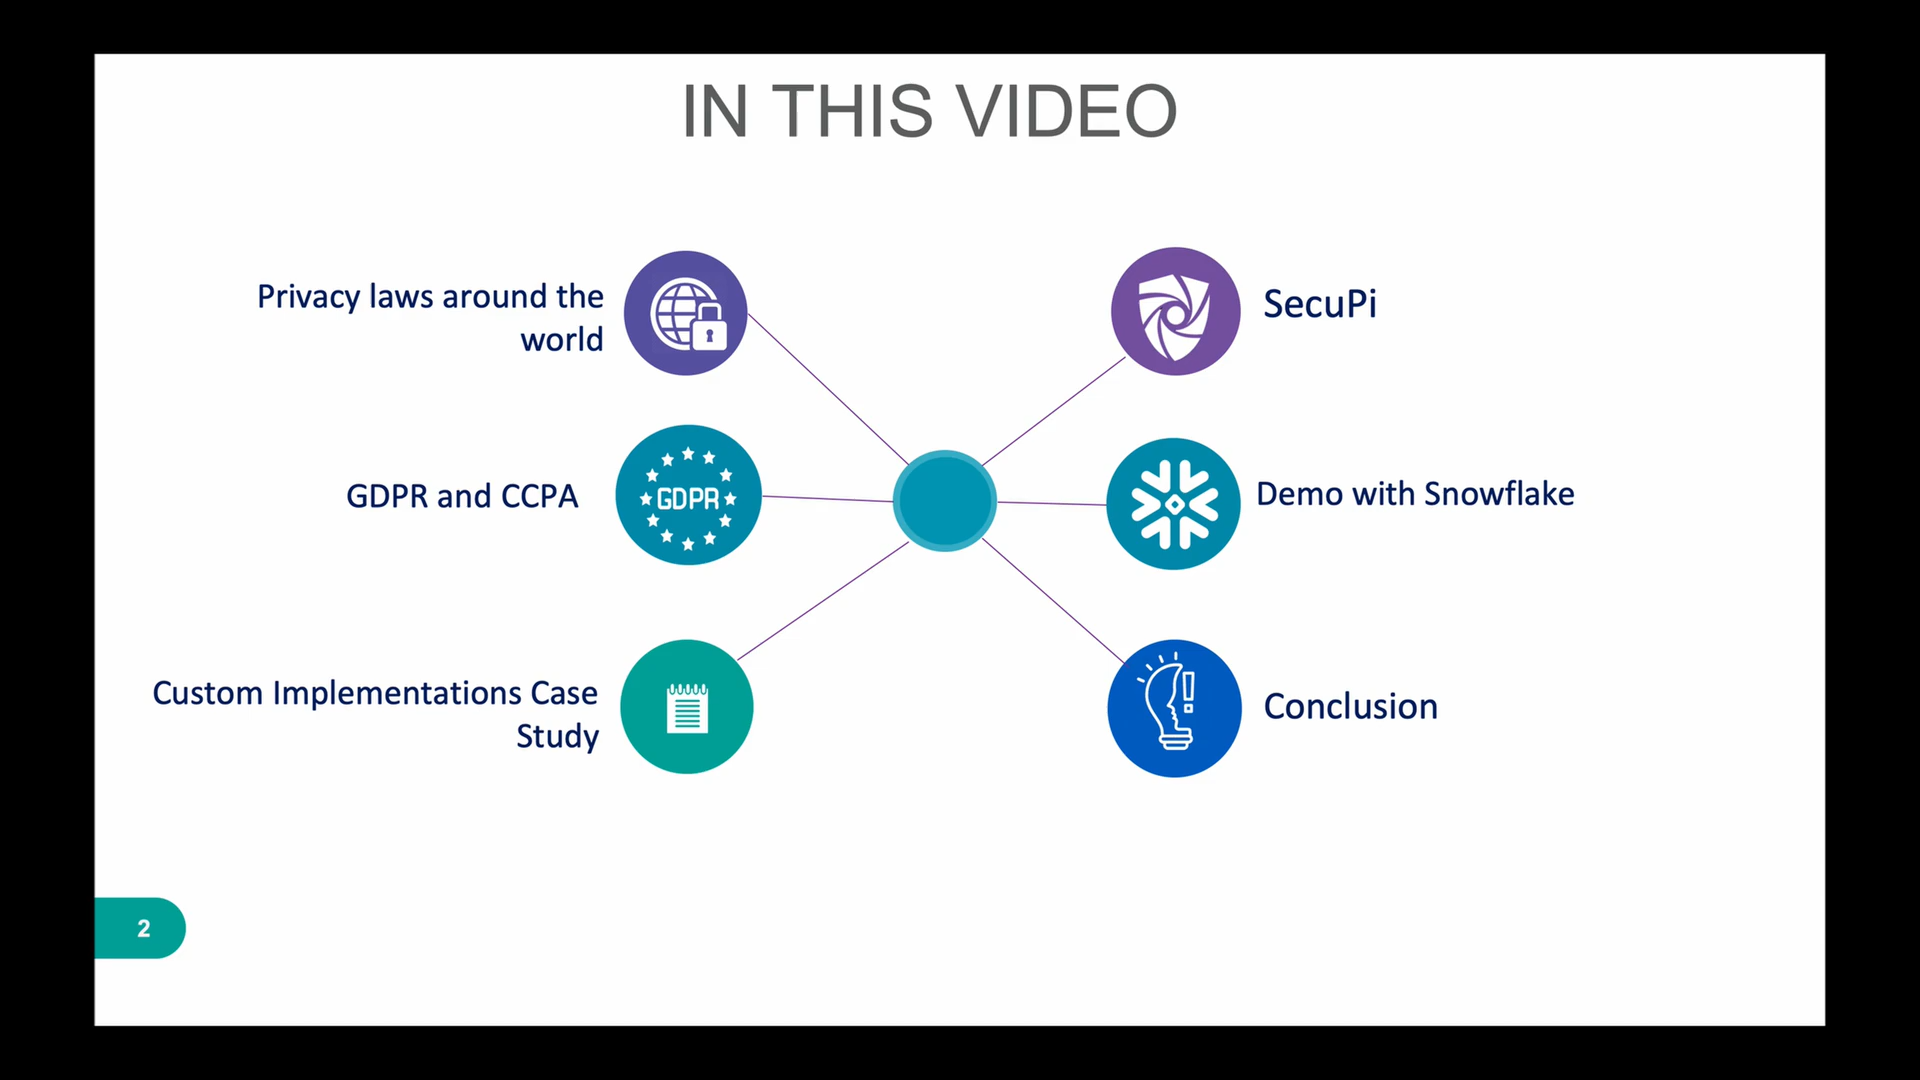 IN THIS VIDEO
Privacy laws around the
world
GDPR and CCPA
GDPR
Custom Implementations Case
Study
SecuPi
Demo with Snowflake
Conclusion
2